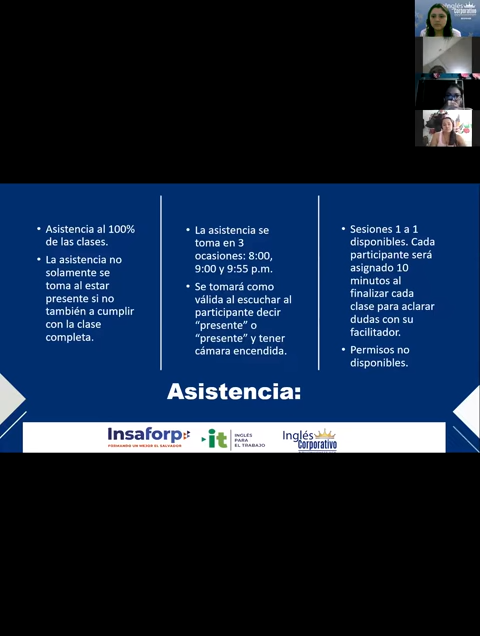 Inglés
Corporativo
• Asistencia al 100%
de las clases.
• La asistencia no
solamente se
toma al estar
presente si no
también a cumplir
con la clase
completa.
• La asistencia se
toma en 3
ocasiones: 8:00,
9:00 y 9:55 p.m.
• Se tomará como
válida al escuchar al
participante decir
“presente” o
“presente” y tener
cámara encendida.
• Sesiones 1 a 1
disponibles. Cada
participante será
asignado 10
minutos al
finalizar cada
clase para aclarar
dudas con su
facilitador.
• Permisos no
disponibles.
Asistencia:
Insaforp
FORMANDO UN MEJOR EL SALVADOR
it
INGLÉS
PARA
EL TRABAJO
Inglés
Corporativo